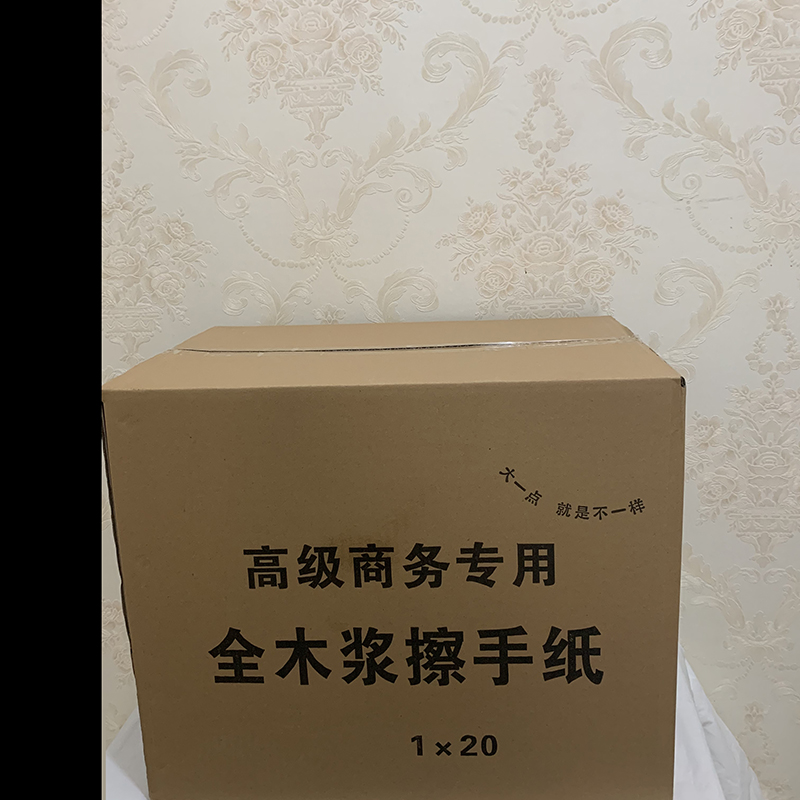 大一点 就是不一样
高级商务专用
全木浆擦手纸
1×20